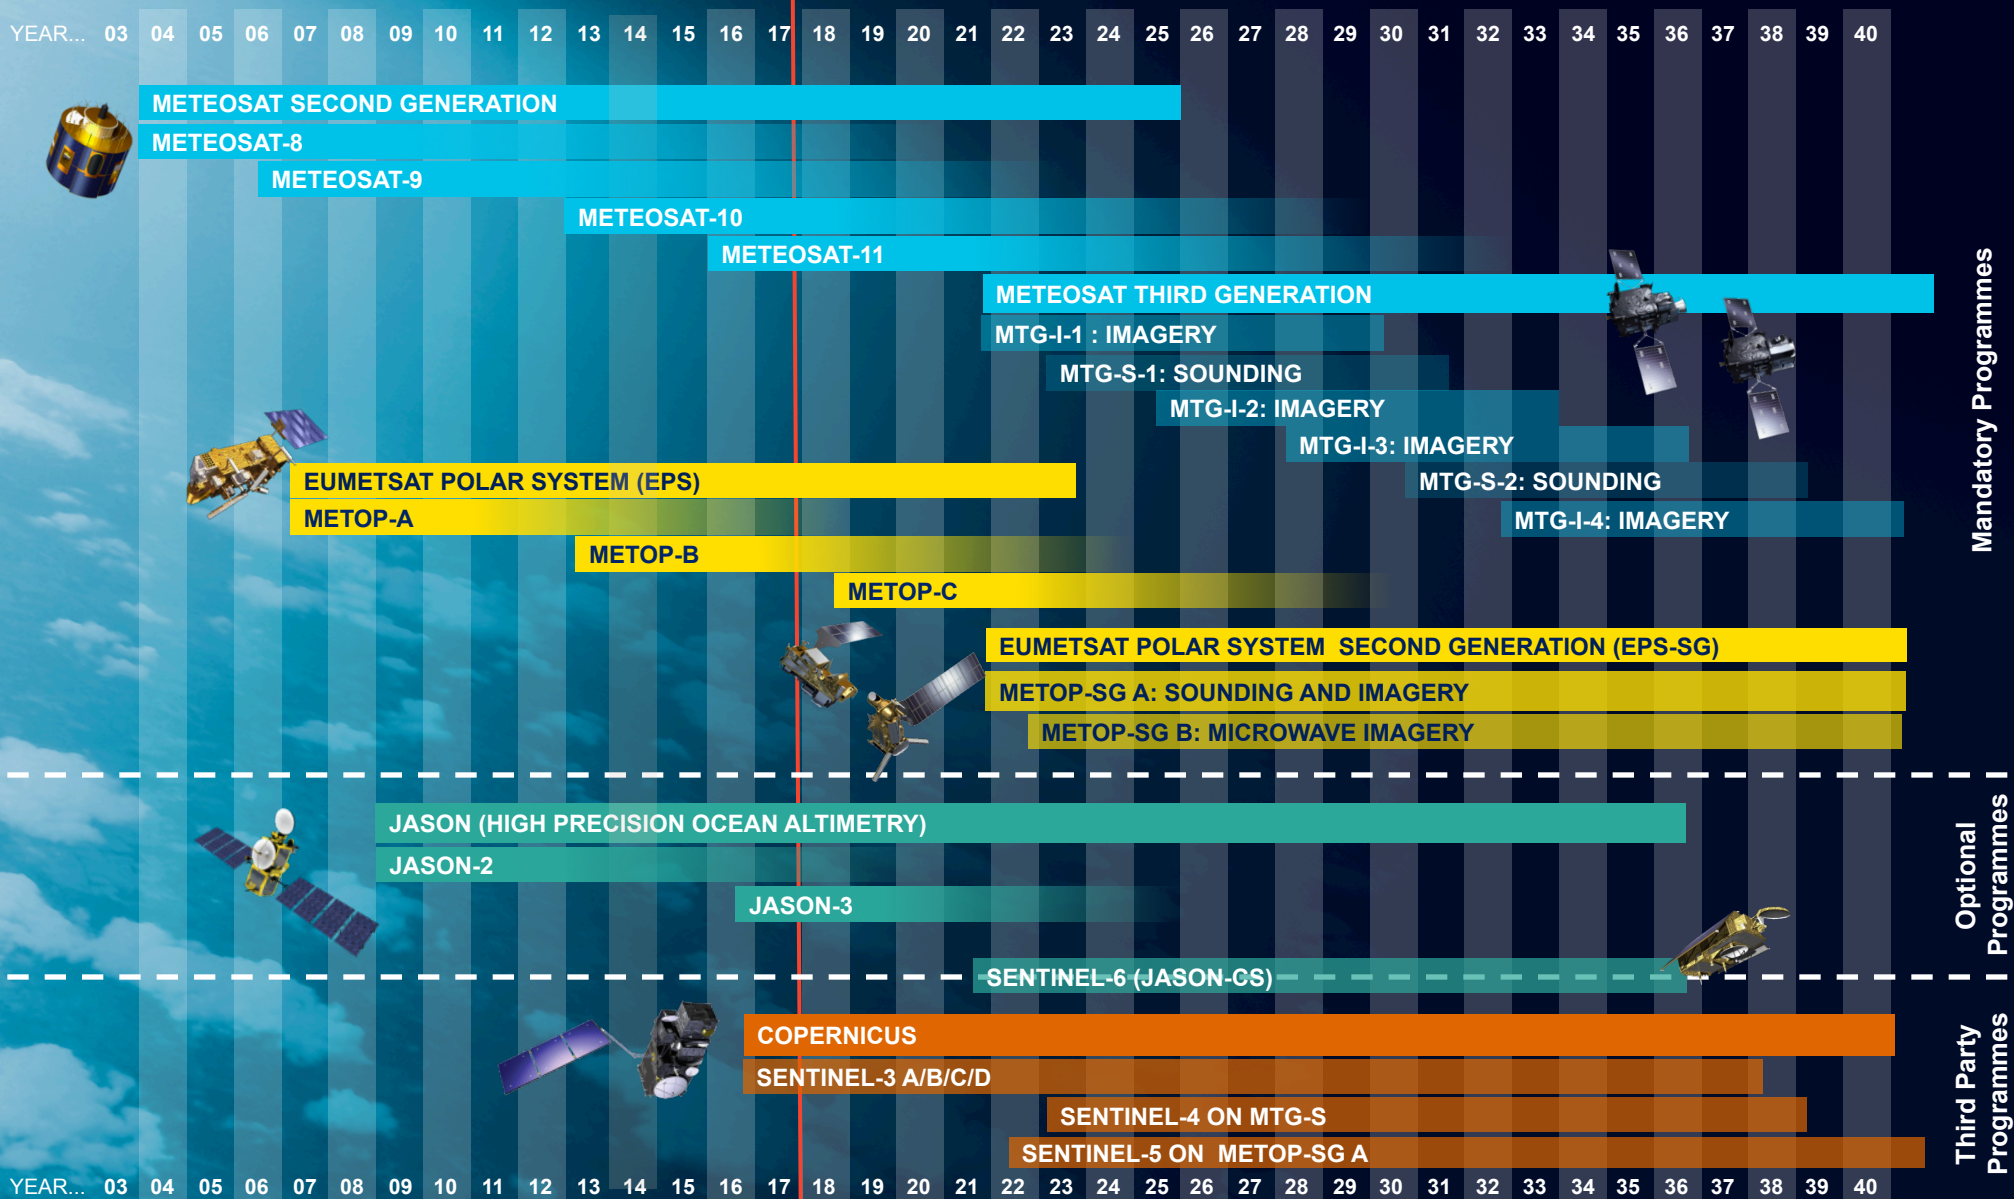 YEAR... 03 04 05 06 07 08 09 10 11 12 13 14 15 16 17 18 19 20 21 22 23 24 25 26 27 28 29 30 31 32 33 34 35 36 37 38 39 40
METEOSAT SECOND GENERATION
METEOSAT-8
METEOSAT-9
METEOSAT-10
METEOSAT-11
METEOSAT THIRD GENERATION
MTG-I-1 : IMAGERY
MTG-S-1: SOUNDING
MTG-I-2: IMAGERY
MTG-I-3: IMAGERY
MTG-S-2: SOUNDING
MTG-I-4: IMAGERY
Mandatory Programmes
EUMETSAT POLAR SYSTEM (EPS)
METOP-A
METOP-B
METOP-C
EUMETSAT POLAR SYSTEM SECOND GENERATION (EPS-SG)
METOP-SG A: SOUNDING AND IMAGERY
METOP-SG B: MICROWAVE IMAGERY
JASON (HIGH PRECISION OCEAN ALTIMETRY)
JASON-2
JASON-3
Optional
Programmes
SENTINEL-6 (JASON-CS)
COPERNICUS
SENTINEL-3 A/B/C/D
SENTINEL-4 ON MTG-S
SENTINEL-5 ON METOP-SG A
Third Party
Programmes
YEAR... 03 04 05 06 07 08 09 10 11 12 13 14 15 16 17 18 19 20 21 22 23 24 25 26 27 28 29 30 31 32 33 34 35 36 37 38 39 40